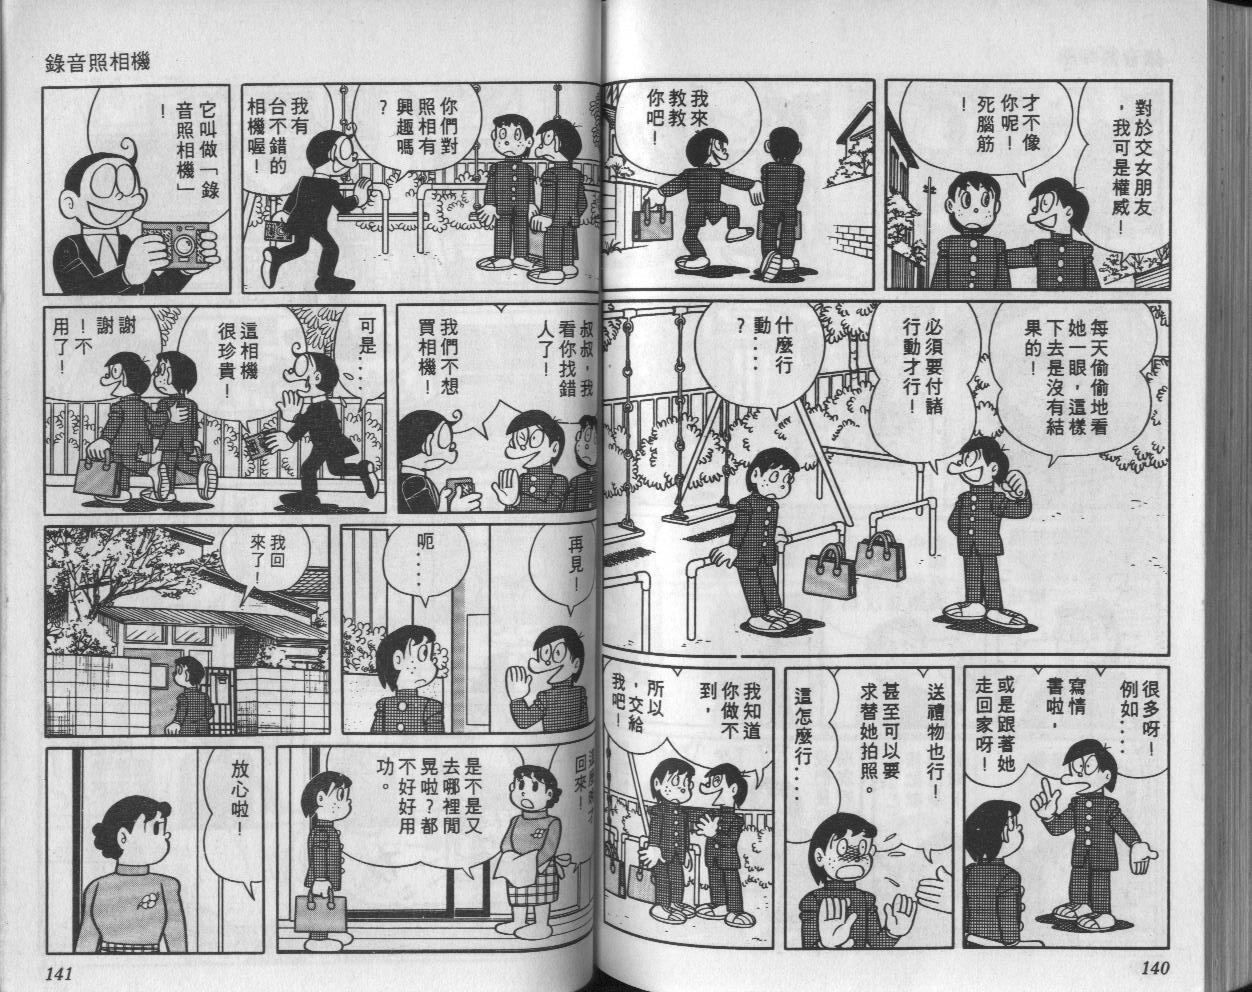 對於交女朋友
，我可是權威！
才不像
你呢！
死腦筋
！
我來
教教
你吧！
每天偷偷地看
她一眼，這樣
下去是沒有結
果的！
必須要付諸
行動才行！
什麼行
動……
？
很多呀！
例如……
寫情
書啦，
或是跟著她
走回家呀！
送禮物也行！
甚至可以要
求替她拍照。
這怎麼行……
我知道
你做不
到，
所以
，交給
我吧！
140
錄音照相機
你們對
照相有
興趣嗎
？
我有
台不錯的
相機喔！
它叫做「錄
音照相機」
！
叔叔，我
看你找錯
人了！
我們不想
買相機！
可是……
這相機
很珍貴！
謝
謝
！不
用了！
再見！
呃……
我回
來了！
回來！
是不是又
去哪裡閒
晃啦？都
不好好用
功。
放心啦！
141